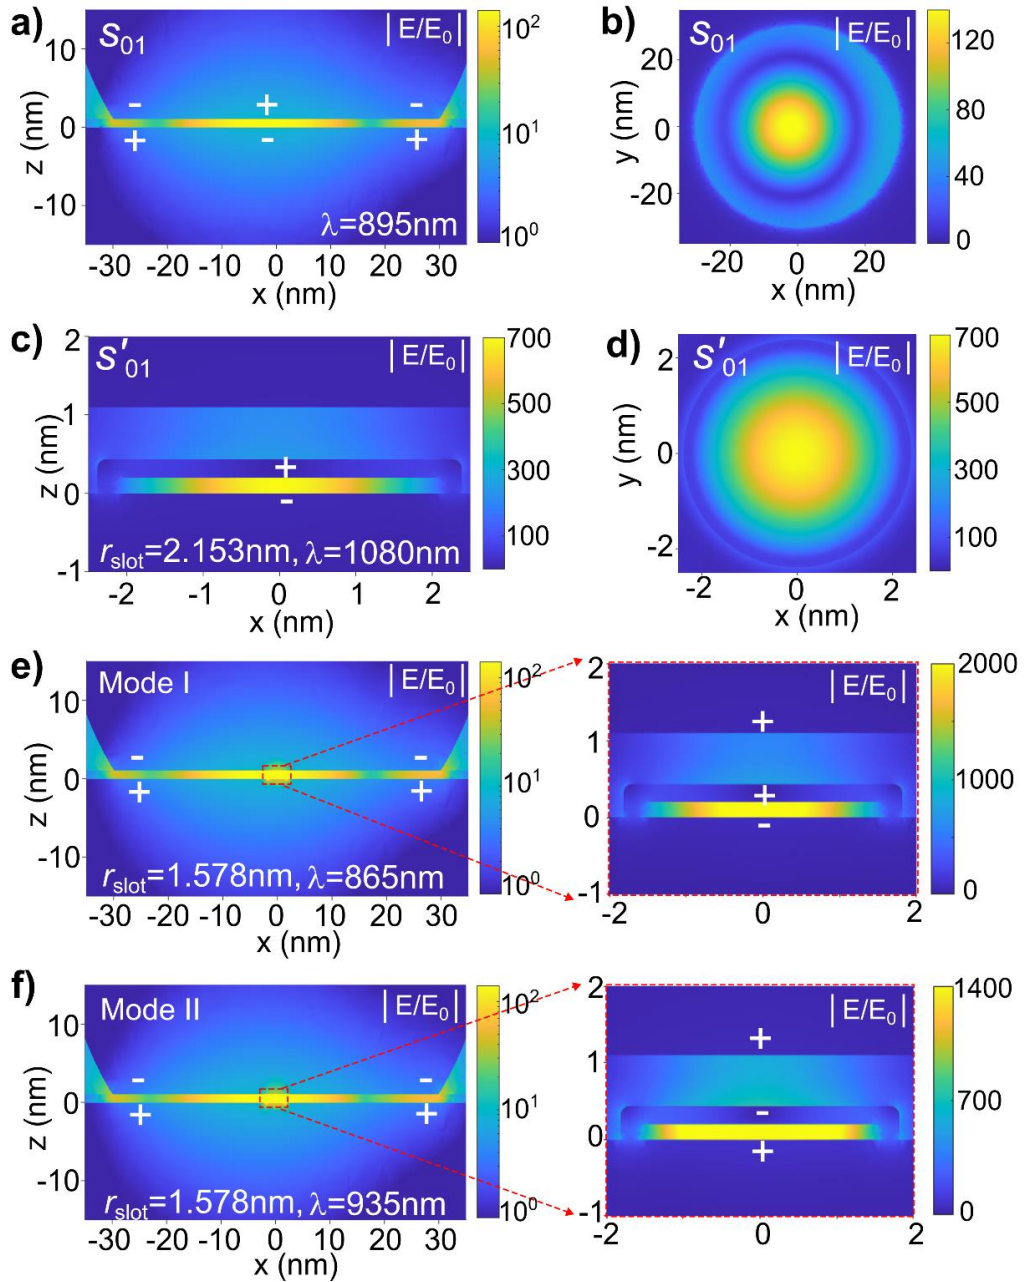 a)
S01
|E/E0|
z (nm)
10
0
-10
- + -
+ - +
λ=895nm
10^2
10^1
10^0
-30 -20 -10 0 10 20 30
x (nm)
b)
S01
|E/E0|
y (nm)
20
0
-20
120
80
40
0
-20 0 20
x (nm)
c)
S'01
|E/E0|
z (nm)
2
1
0
-1
+
-
rslot=2.153nm, λ=1080nm
700
500
300
100
-2 -1 0 1 2
x (nm)
d)
S'01
|E/E0|
y (nm)
2
0
-2
700
500
300
100
-2 0 2
x (nm)
e)
Mode I
|E/E0|
z (nm)
10
0
-10
- -
+ +
rslot=1.578nm, λ=865nm
10^2
10^1
10^0
-30 -20 -10 0 10 20 30
x (nm)
|E/E0|
2
1
0
-1
+
+
-
2000
1000
0
-2 0 2
f)
Mode II
|E/E0|
z (nm)
10
0
-10
- -
+ +
rslot=1.578nm, λ=935nm
10^2
10^1
10^0
-30 -20 -10 0 10 20 30
x (nm)
|E/E0|
2
1
0
-1
+
-
+
1400
700
0
-2 0 2